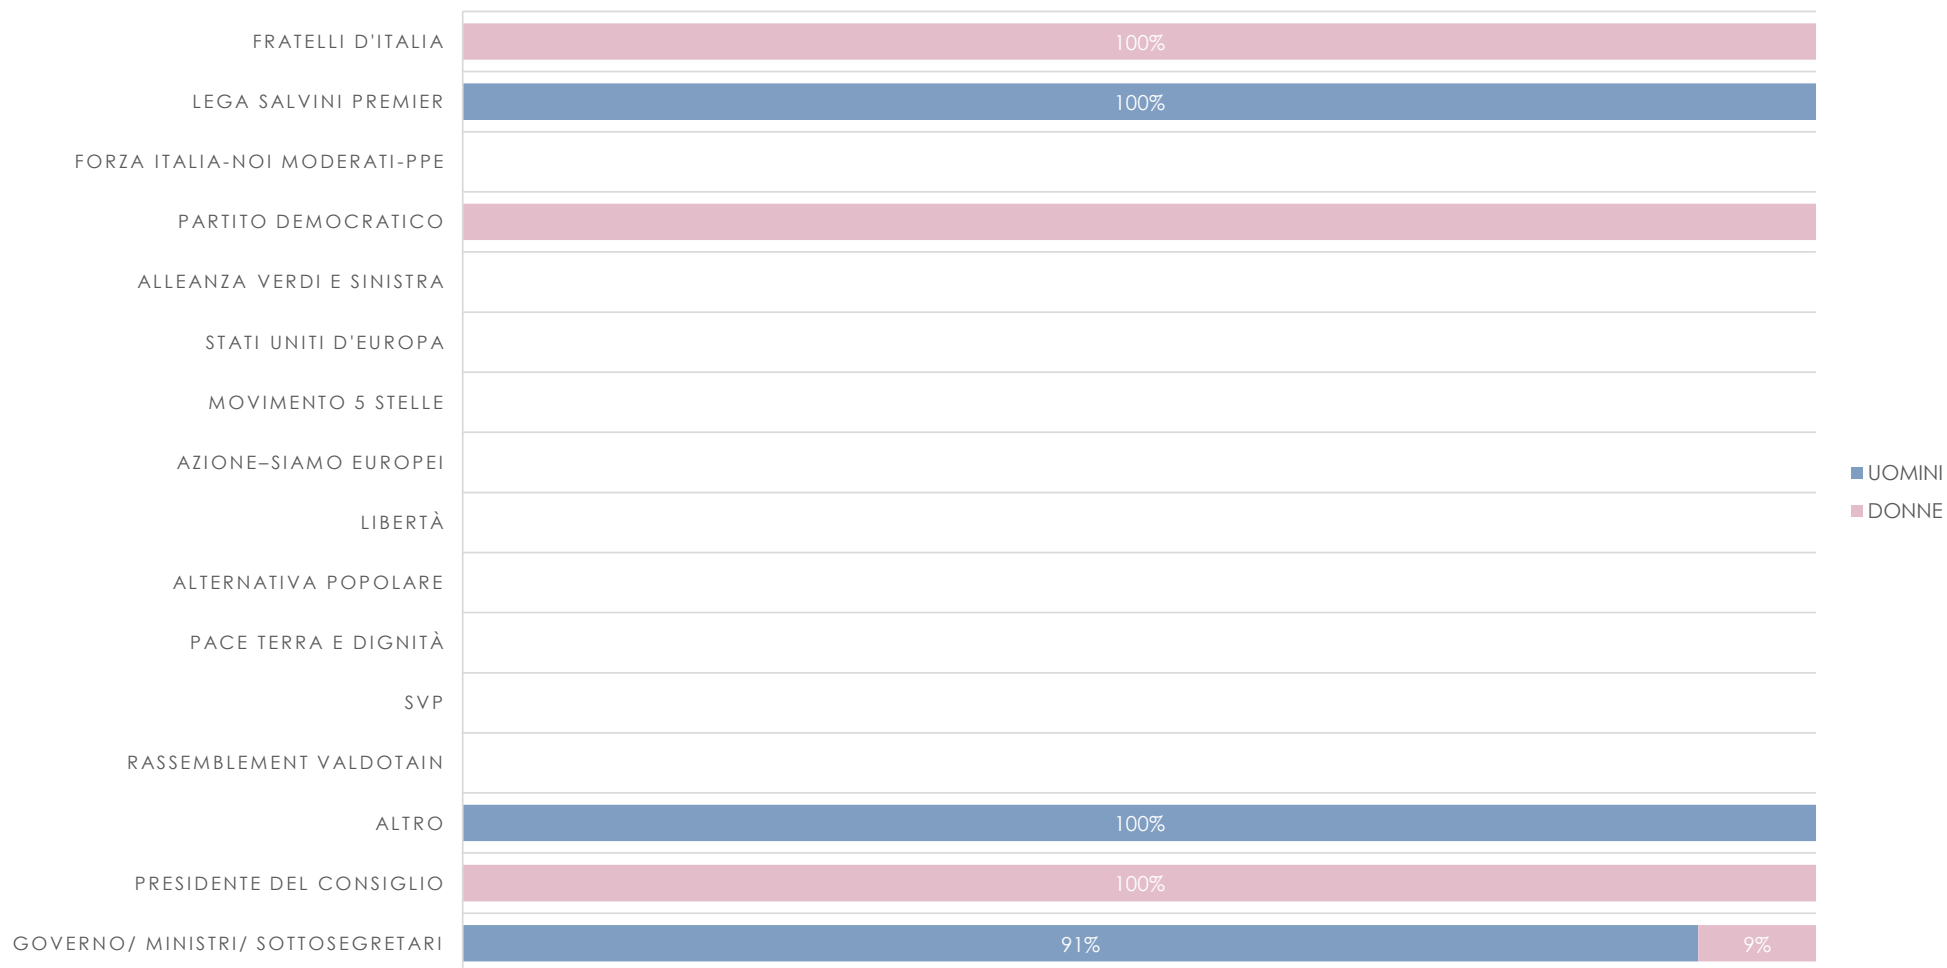 FRATELLI D'ITALIA 100%
LEGA SALVINI PREMIER 100%
FORZA ITALIA-NOI MODERATI-PPE
PARTITO DEMOCRATICO
ALLEANZA VERDI E SINISTRA
STATI UNITI D'EUROPA
MOVIMENTO 5 STELLE
AZIONE–SIAMO EUROPEI
LIBERTÀ
ALTERNATIVA POPOLARE
PACE TERRA E DIGNITÀ
SVP
RASSEMBLEMENT VALDOTAIN
ALTRO 100%
PRESIDENTE DEL CONSIGLIO 100%
GOVERNO/ MINISTRI/ SOTTOSEGRETARI 91% 9%
UOMINI
DONNE